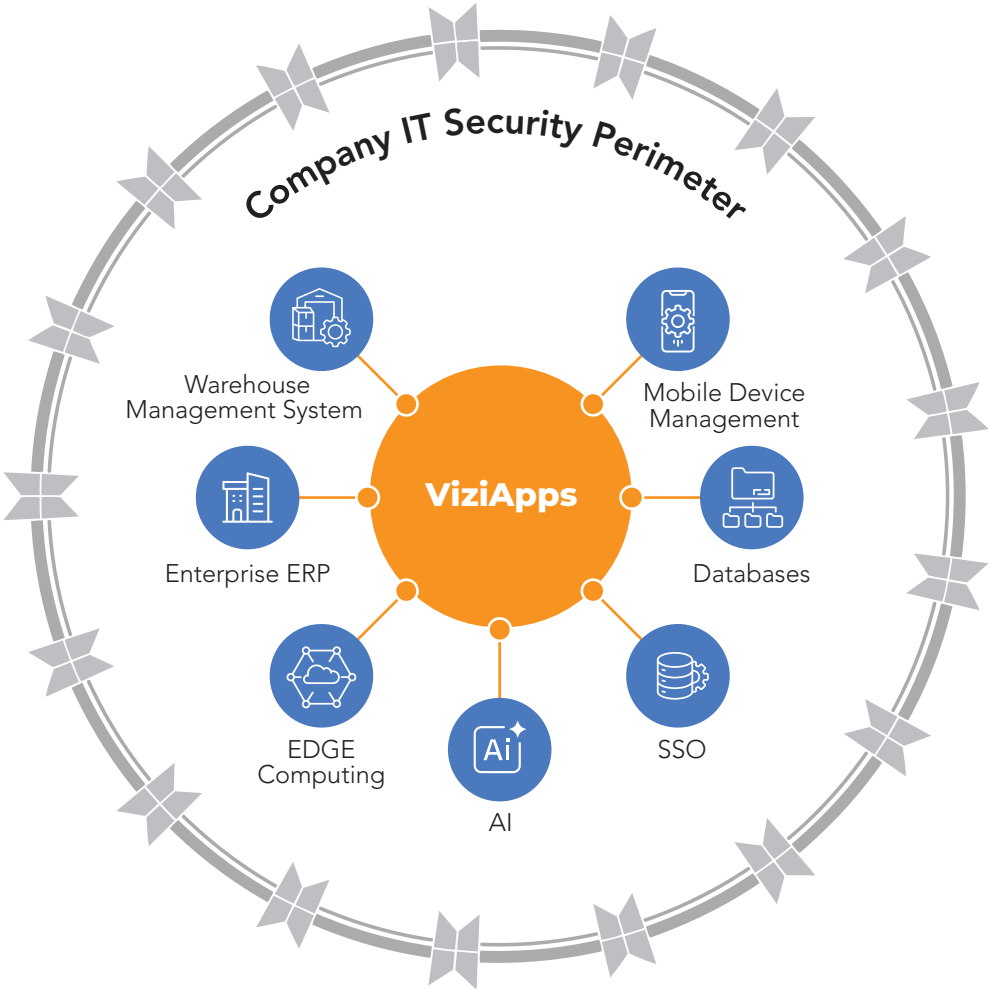 Company IT Security Perimeter
Warehouse
Management System
Mobile Device
Management
ViziApps
Enterprise ERP
Databases
EDGE
Computing
Ai
AI
SSO